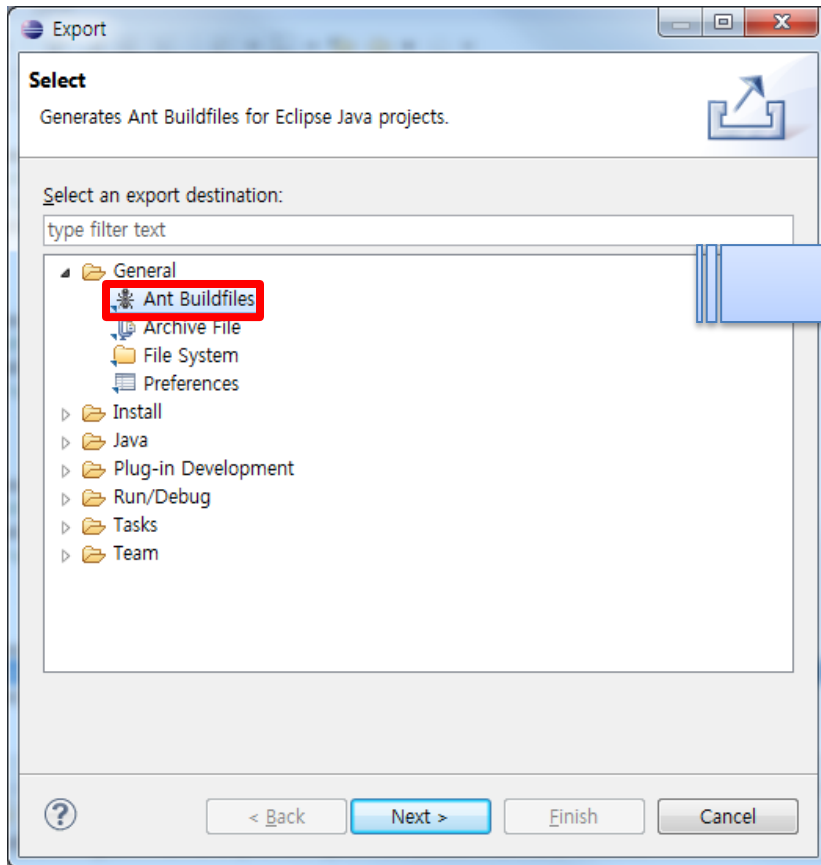 Export
Select
Generates Ant Buildfiles for Eclipse Java projects.
Select an export destination:
type filter text
General
Ant Buildfiles
Archive File
File System
Preferences
Install
Java
Plug-in Development
Run/Debug
Tasks
Team
? < Back Next > Finish Cancel